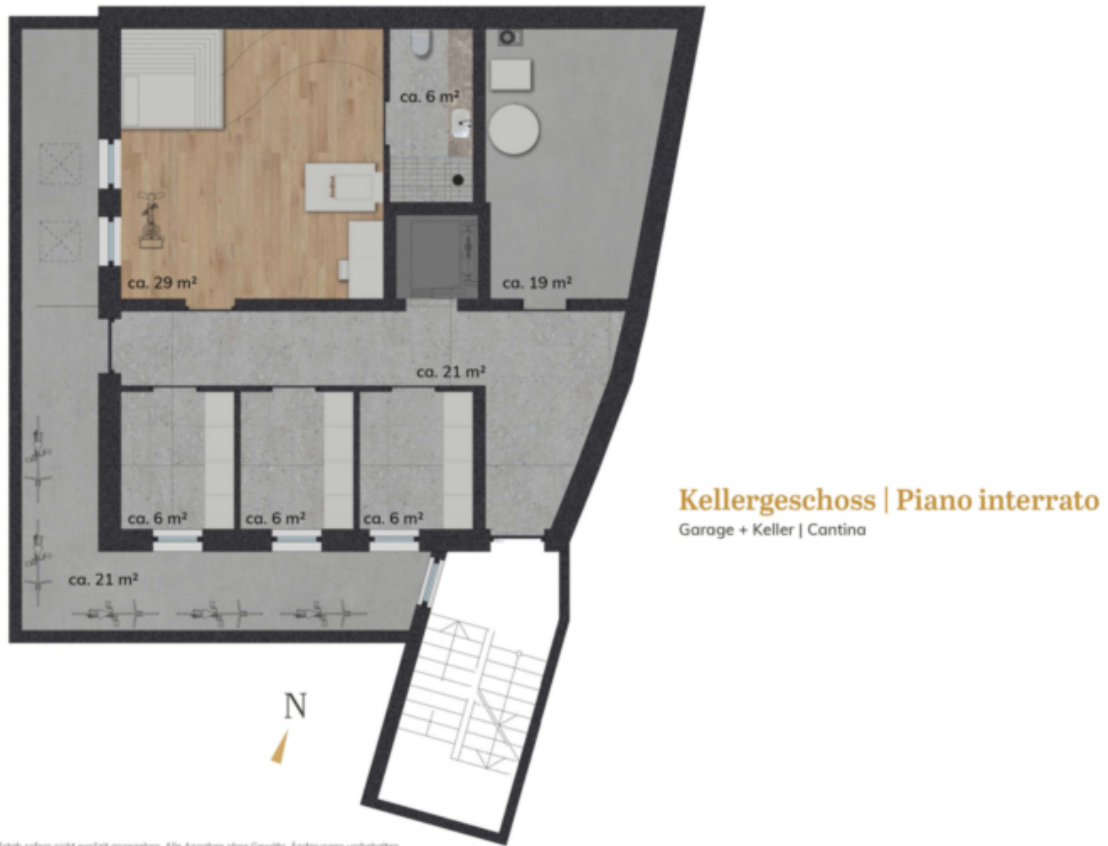 ca. 6 m²
ca. 29 m²
ca. 19 m²
ca. 21 m²
ca. 6 m²
ca. 6 m²
ca. 6 m²
Kellergeschoss | Piano interrato
Garage + Keller | Cantina
ca. 21 m²
N